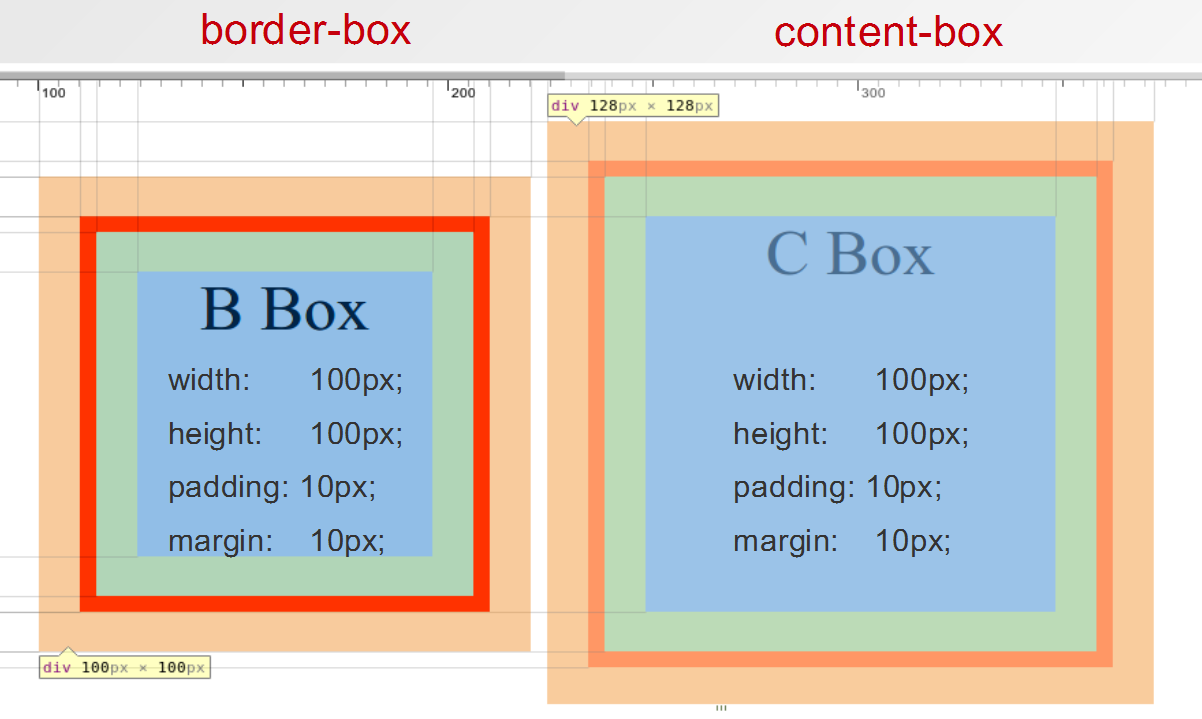 border-box
content-box
100
200
300
div 128px × 128px
B Box
width: 100px;
height: 100px;
padding: 10px;
margin: 10px;
C Box
width: 100px;
height: 100px;
padding: 10px;
margin: 10px;
div 100px × 100px